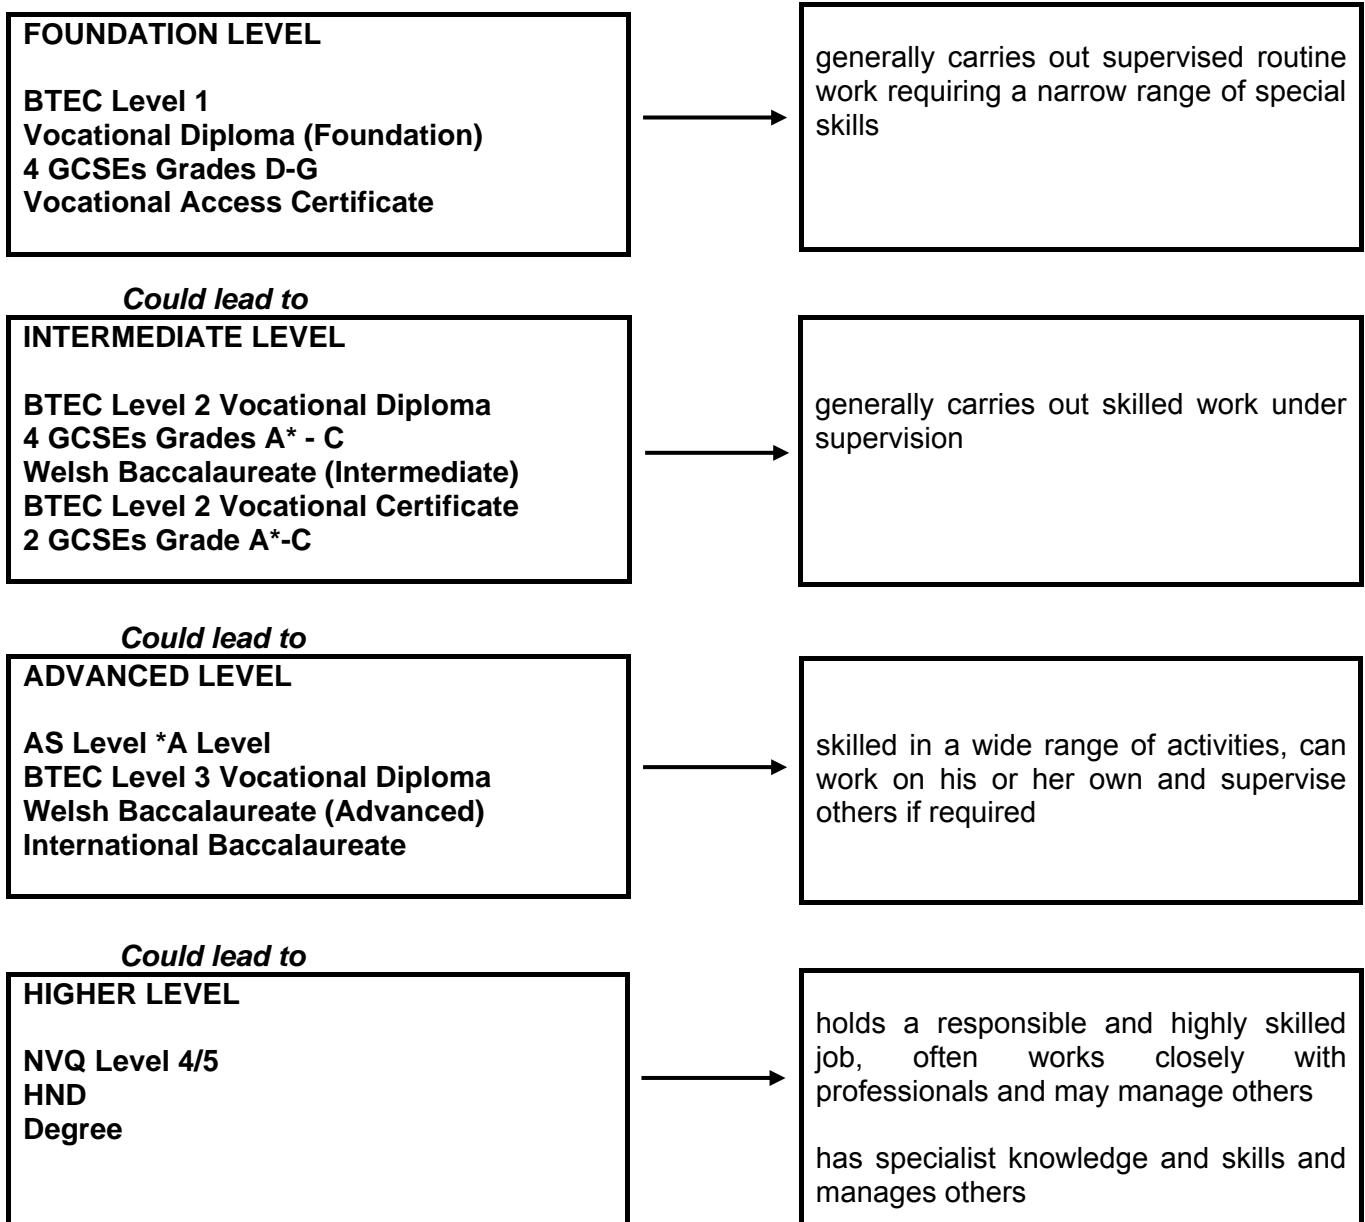 FOUNDATION LEVEL
BTEC Level 1
Vocational Diploma (Foundation)
4 GCSEs Grades D-G
Vocational Access Certificate
generally carries out supervised routine
work requiring a narrow range of special
skills
Could lead to
INTERMEDIATE LEVEL
BTEC Level 2 Vocational Diploma
4 GCSEs Grades A* - C
Welsh Baccalaureate (Intermediate)
BTEC Level 2 Vocational Certificate
2 GCSEs Grade A*-C
generally carries out skilled work under
supervision
Could lead to
ADVANCED LEVEL
AS Level *A Level
BTEC Level 3 Vocational Diploma
Welsh Baccalaureate (Advanced)
International Baccalaureate
skilled in a wide range of activities, can
work on his or her own and supervise
others if required
Could lead to
HIGHER LEVEL
NVQ Level 4/5
HND
Degree
holds a responsible and highly skilled
job, often works closely with
professionals and may manage others
has specialist knowledge and skills and
manages others